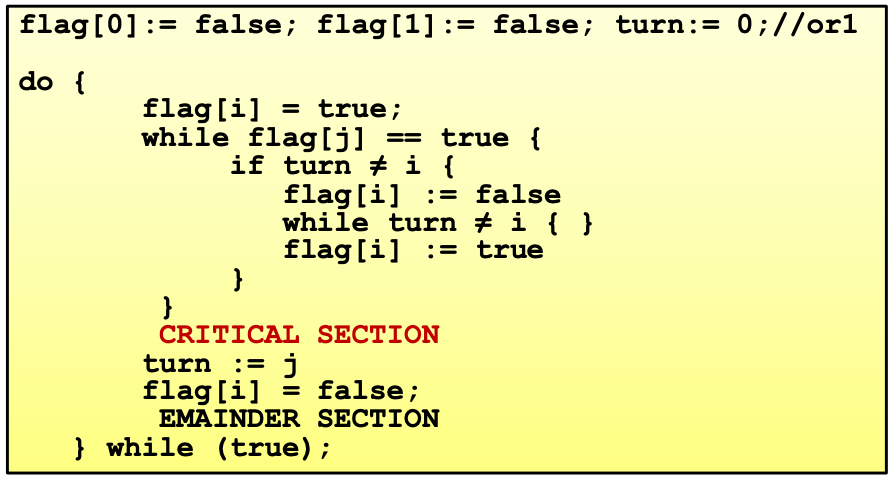 flag[0]:= false; flag[1]:= false; turn:= 0;//or1
do {
flag[i] = true;
while flag[j] == true {
if turn ≠ i {
flag[i] := false
while turn ≠ i { }
flag[i] := true
}
}
CRITICAL SECTION
turn := j
flag[i] = false;
EMAINDER SECTION
} while (true);